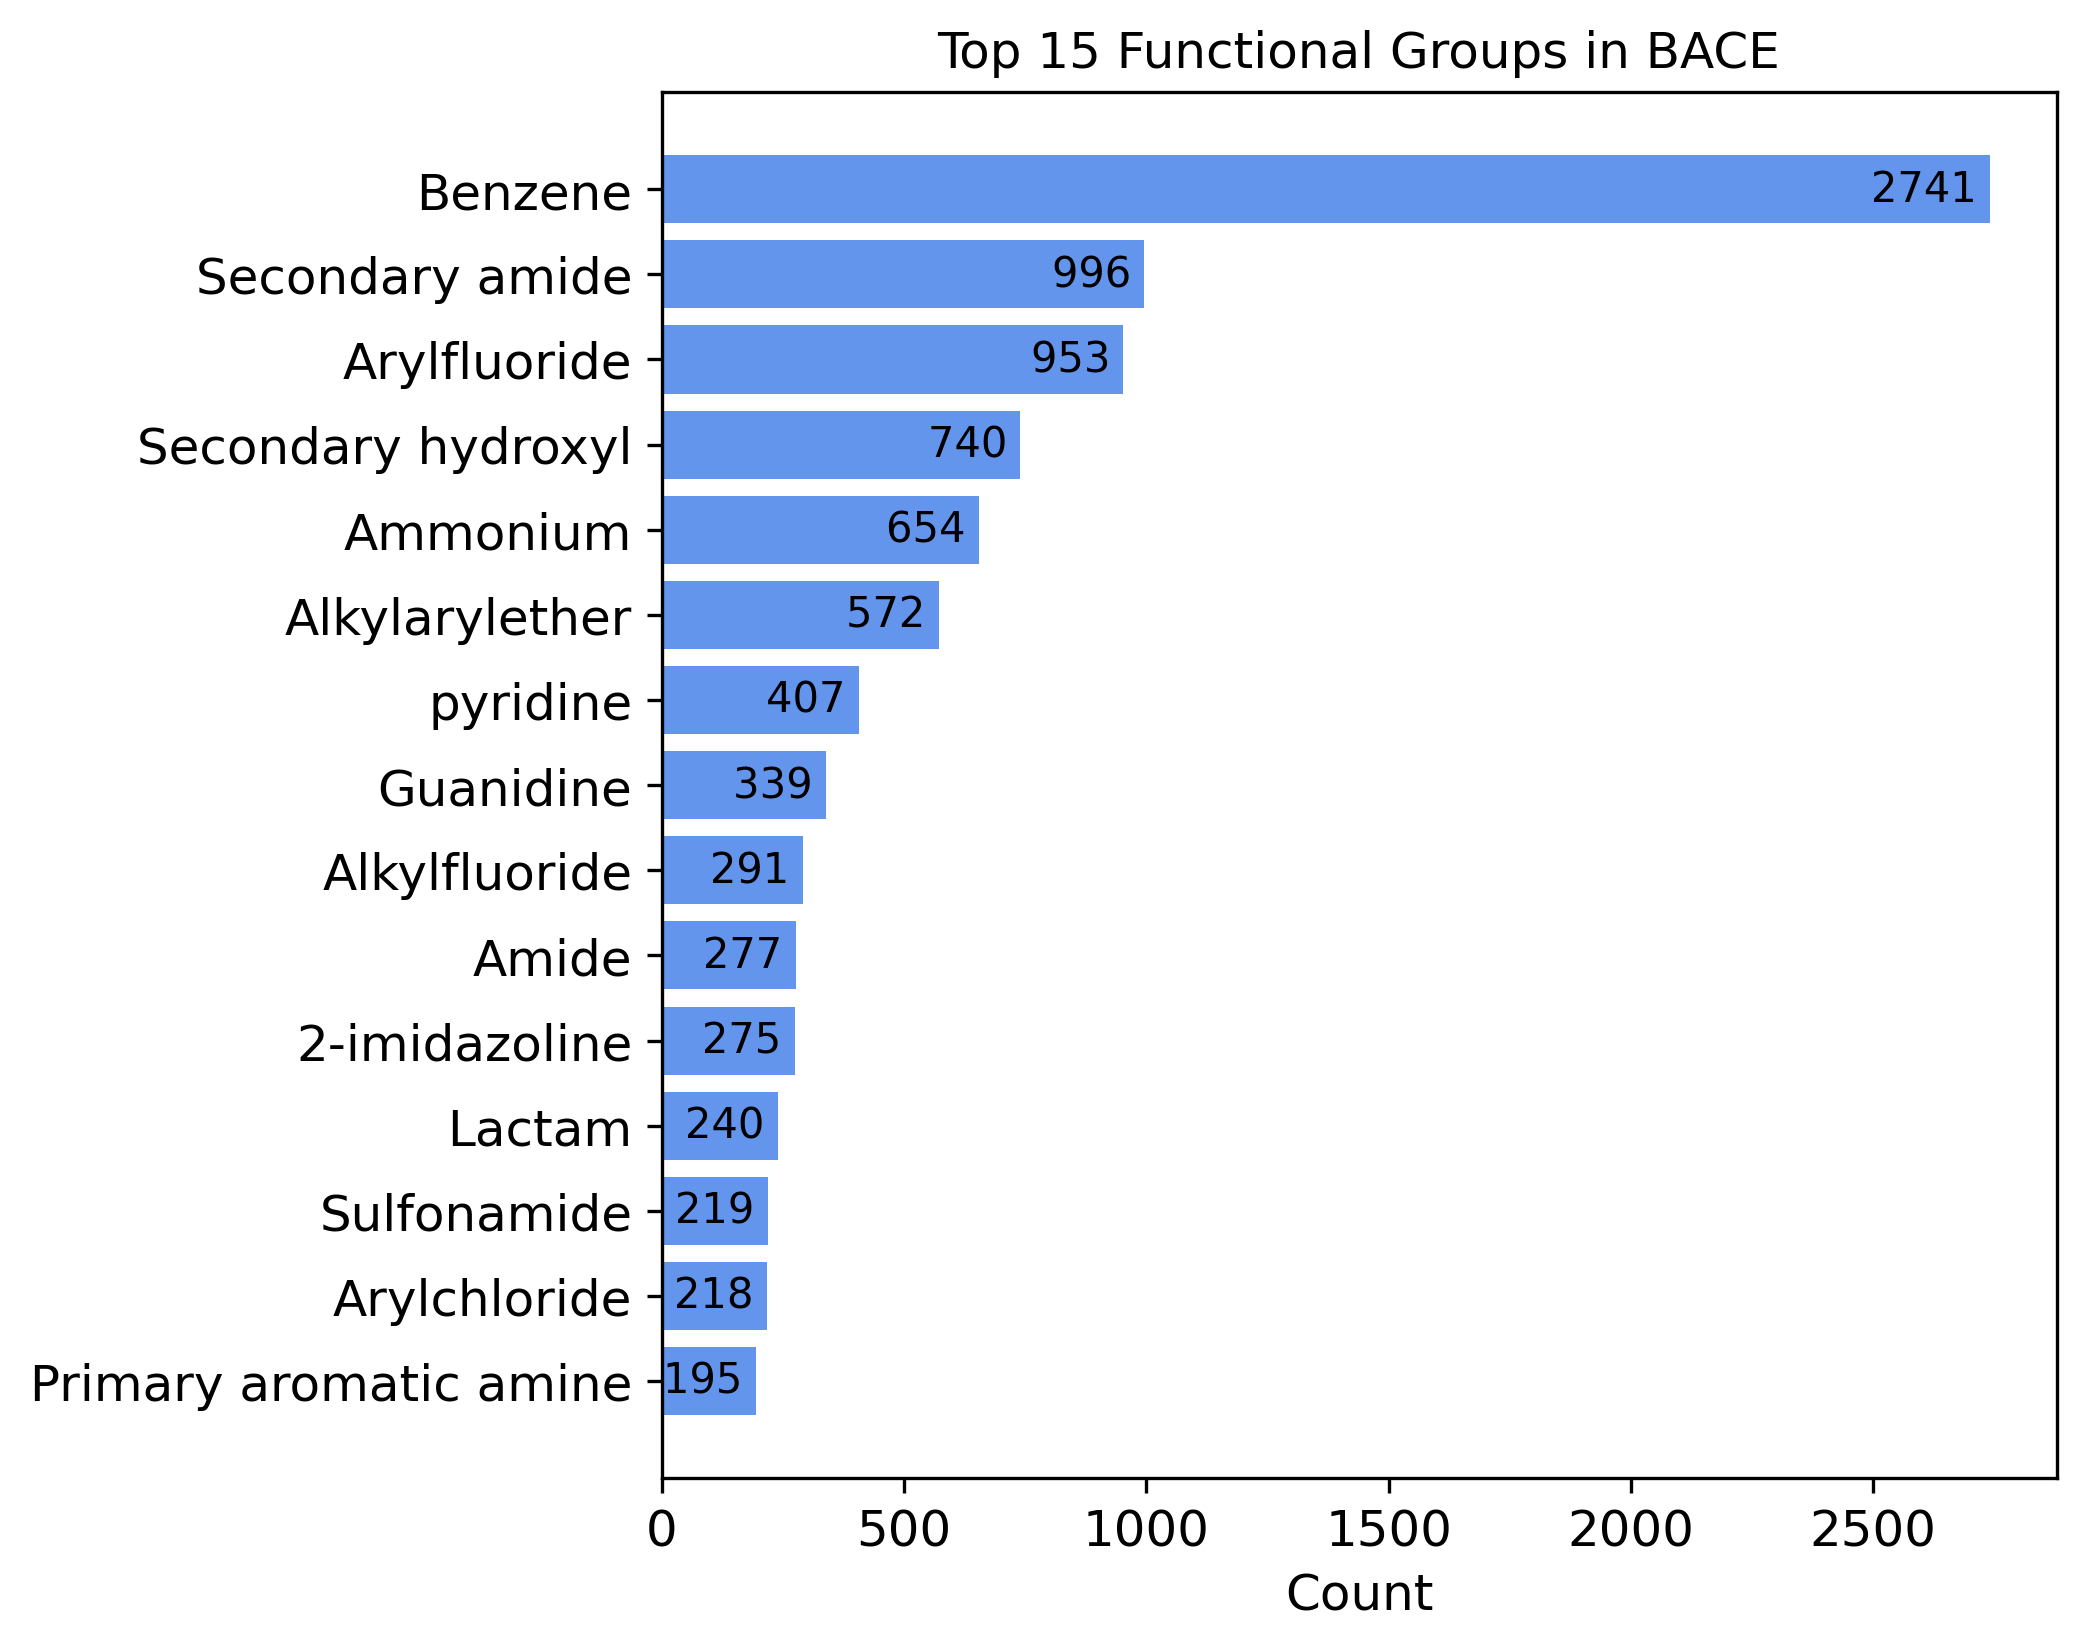 Top 15 Functional Groups in BACE
Benzene 2741
Secondary amide 996
Arylfluoride 953
Secondary hydroxyl 740
Ammonium 654
Alkylarylether 572
pyridine 407
Guanidine 339
Alkylfluoride 291
Amide 277
2-imidazoline 275
Lactam 240
Sulfonamide 219
Arylchloride 218
Primary aromatic amine 195
0 500 1000 1500 2000 2500
Count